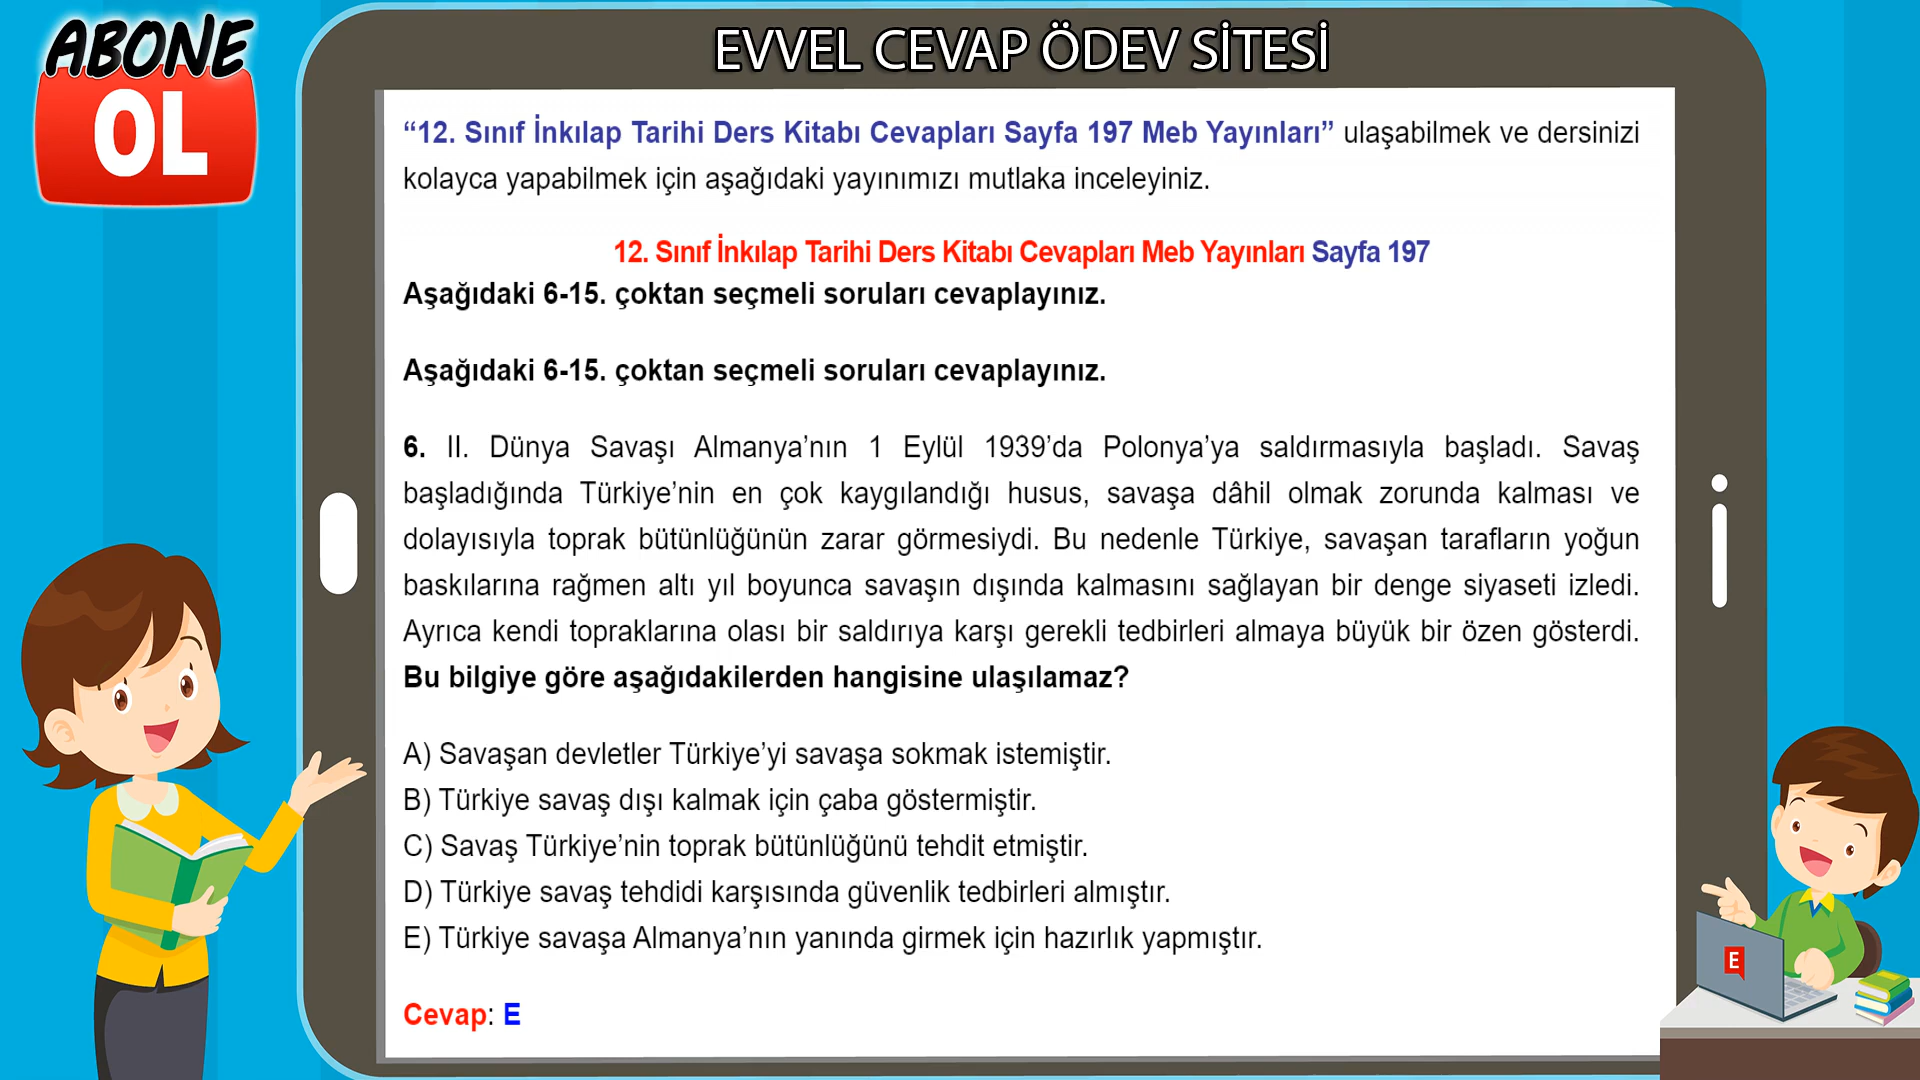 ABONE
OL
EVVEL CEVAP ÖDEV SİTESİ
“12. Sınıf İnkılap Tarihi Ders Kitabı Cevapları Sayfa 197 Meb Yayınları” ulaşabilmek ve dersinizi
kolayca yapabilmek için aşağıdaki yayınımızı mutlaka inceleyiniz.
12. Sınıf İnkılap Tarihi Ders Kitabı Cevapları Meb Yayınları Sayfa 197
Aşağıdaki 6-15. çoktan seçmeli soruları cevaplayınız.
Aşağıdaki 6-15. çoktan seçmeli soruları cevaplayınız.
6. II. Dünya Savaşı Almanya’nın 1 Eylül 1939’da Polonya’ya saldırmasıyla başladı. Savaş
başladığında Türkiye’nin en çok kaygılandığı husus, savaşa dâhil olmak zorunda kalması ve
dolayısıyla toprak bütünlüğünün zarar görmesiydi. Bu nedenle Türkiye, savaşan tarafların yoğun
baskılarına rağmen altı yıl boyunca savaşın dışında kalmasını sağlayan bir denge siyaseti izledi.
Ayrıca kendi topraklarına olası bir saldırıya karşı gerekli tedbirleri almaya büyük bir özen gösterdi.
Bu bilgiye göre aşağıdakilerden hangisine ulaşılamaz?
A) Savaşan devletler Türkiye’yi savaşa sokmak istemiştir.
B) Türkiye savaş dışı kalmak için çaba göstermiştir.
C) Savaş Türkiye’nin toprak bütünlüğünü tehdit etmiştir.
D) Türkiye savaş tehdidi karşısında güvenlik tedbirleri almıştır.
E) Türkiye savaşa Almanya’nın yanında girmek için hazırlık yapmıştır.
Cevap: E
E